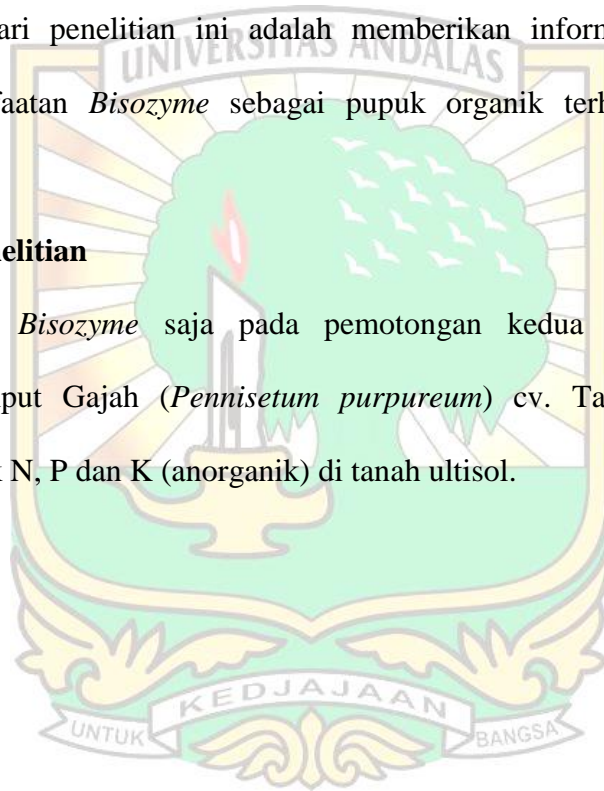 ari penelitian ini adalah memberikan inform
UNIVERSITAS ANDALAS
faatan Bisozyme sebagai pupuk organik terh
elitian
Bisozyme saja pada pemotongan kedua
put Gajah (Pennisetum purpureum) cv. Ta
N, P dan K (anorganik) di tanah ultisol.
KEDJAJAAN
UNTUK BANGSA